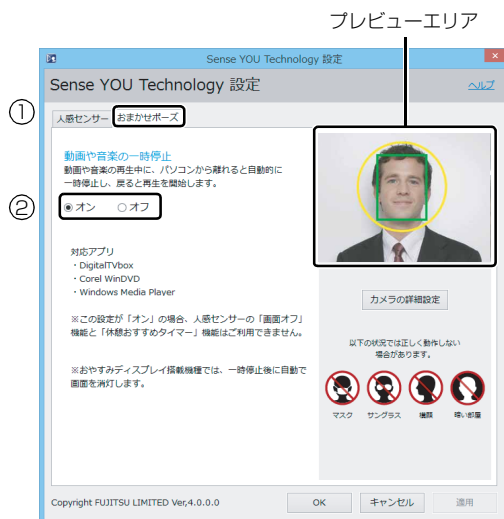 プレビューエリア
Sense YOU Technology 設定
Sense YOU Technology 設定
ヘルプ
①
人感センサー おまかせポーズ
動画や音楽の一時停止
動画や音楽の再生中に、パソコンから離れると自動的に
一時停止し、戻ると再生を開始します。
②
オン オフ
対応アプリ
・DigitalTVbox
・Corel WinDVD
・Windows Media Player
※この設定が「オン」の場合、人感センサーの「画面オフ」
機能と「休憩おすすめタイマー」機能はご利用できません。
※おやすみディスプレイ搭載機種では、一時停止後に自動で
画面を消灯します。
カメラの詳細設定
以下の状況では正しく動作しない
場合があります。
マスク サングラス 横顔 暗い部屋
Copyright FUJITSU LIMITED Ver,4.0.0.0
OK キャンセル 適用